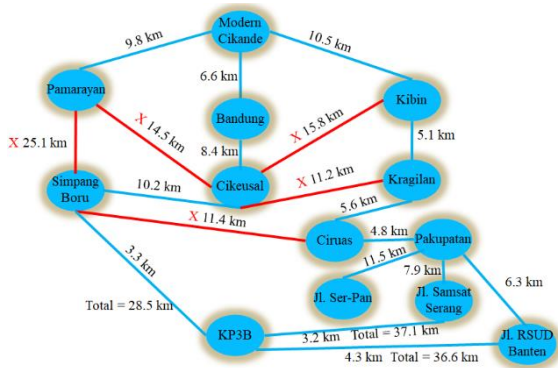 Modern
Cikande
9.8 km
10.5 km
6.6 km
Pamarayan
Kibin
X 15.8 km
Bandung
X 14.5 km
5.1 km
X 25.1 km
8.4 km
X 11.2 km
Kragilan
Simpang
Boru
10.2 km
Cikeusal
5.6 km
X 11.4 km
Ciruas
4.8 km
Pakupatan
11.5 km
7.9 km
3.3 km
6.3 km
Jl. Ser-Pan
Jl. Samsat
Serang
Total = 28.5 km
KP3B
3.2 km Total = 37.1 km
Jl. RSUD
Banten
4.3 km Total = 36.6 km